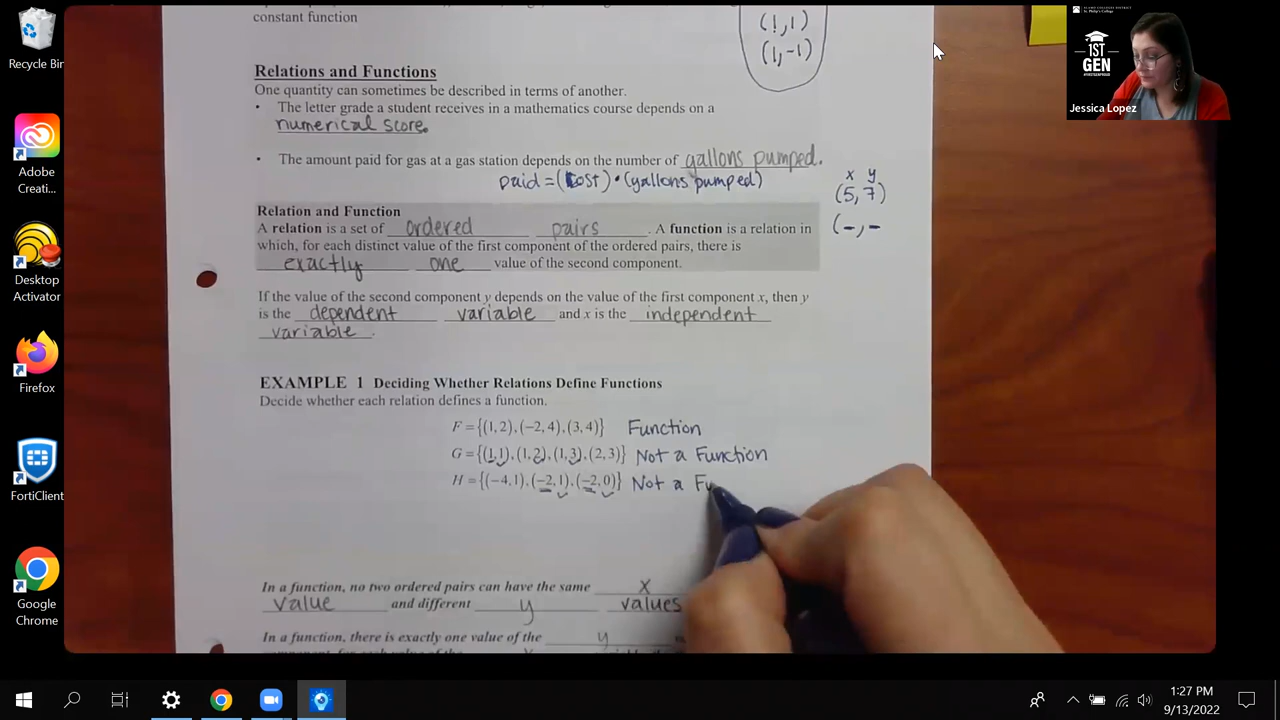 constant function
(1,1)
(1,-1)
Relations and Functions
One quantity can sometimes be described in terms of another.
• The letter grade a student receives in a mathematics course depends on a
numerical score.
• The amount paid for gas at a gas station depends on the number of gallons pumped.
paid=(cost)•(gallons pumped)
x y
(5,7)
(-,-
Relation and Function
A relation is a set of ordered pairs. A function is a relation in
which, for each distinct value of the first component of the ordered pairs, there is
exactly one value of the second component.
If the value of the second component y depends on the value of the first component x, then y
is the dependent variable and x is the independent
variable.
EXAMPLE 1 Deciding Whether Relations Define Functions
Decide whether each relation defines a function.
F = {(1,2),(−2,4),(3,4)} Function
G = {(1,1),(1,2),(1,3),(2,3)} Not a Function
H = {(−4,1),(−2,1),(−2,0)} Not a Fu
In a function, no two ordered pairs can have the same x
value and different y values
In a function, there is exactly one value of the y
Recycle Bin
Adobe
Creati...
Desktop
Activator
Firefox
FortiClient
Google
Chrome
1ST
GEN
Jessica Lopez
1:27 PM
9/13/2022